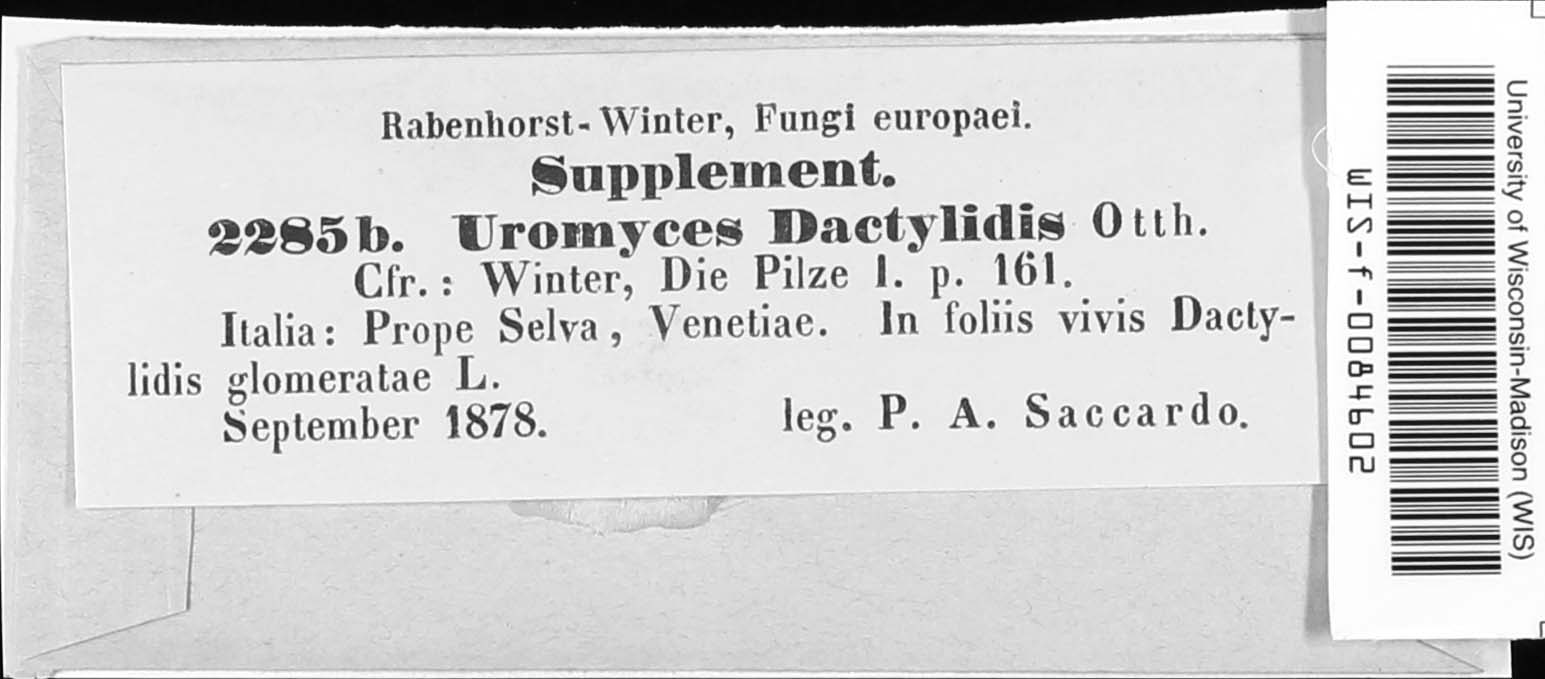 Rabenhorst-Winter, Fungi europaei.
Supplement.
2285b. Uromyces Dactylidis Otth.
Cfr.: Winter, Die Pilze I. p. 161.
Italia: Prope Selva, Venetiae. In foliis vivis Dacty-
lidis glomeratae L.
September 1878. leg. P. A. Saccardo.
WIS-f-0084602
University of Wisconsin-Madison (WIS)